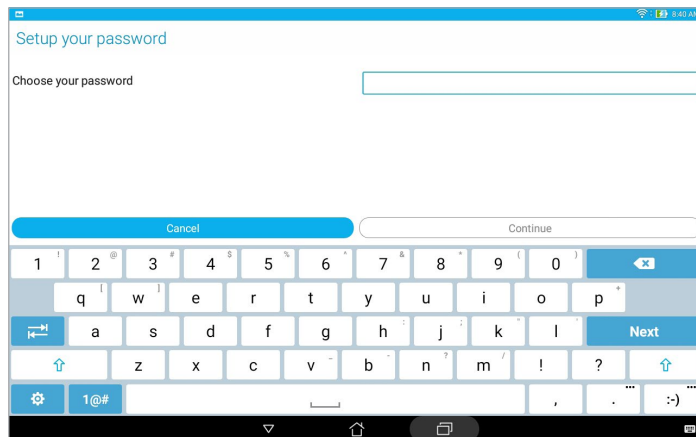 8:40 AM
Setup your password
Choose your password
Cancel
Continue
1 ! 2 @ 3 # 4 $ 5 % 6 ^ 7 & 8 * 9 ( 0 )
q [ w ] e r t y u i o p +
a s d f g h : j ; k " l ' Next
z x c v b n ? m / ! ?
1@# , . :-)